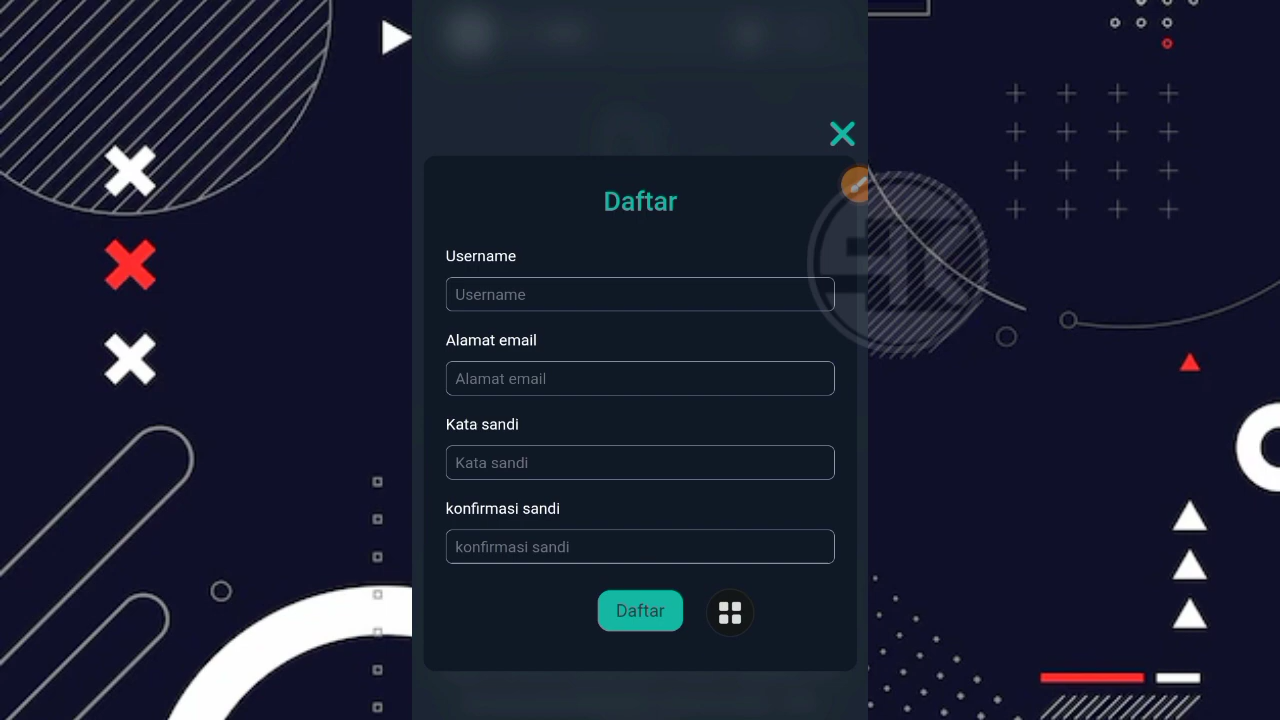 Daftar
Username
Username
Alamat email
Alamat email
Kata sandi
Kata sandi
konfirmasi sandi
konfirmasi sandi
Daftar